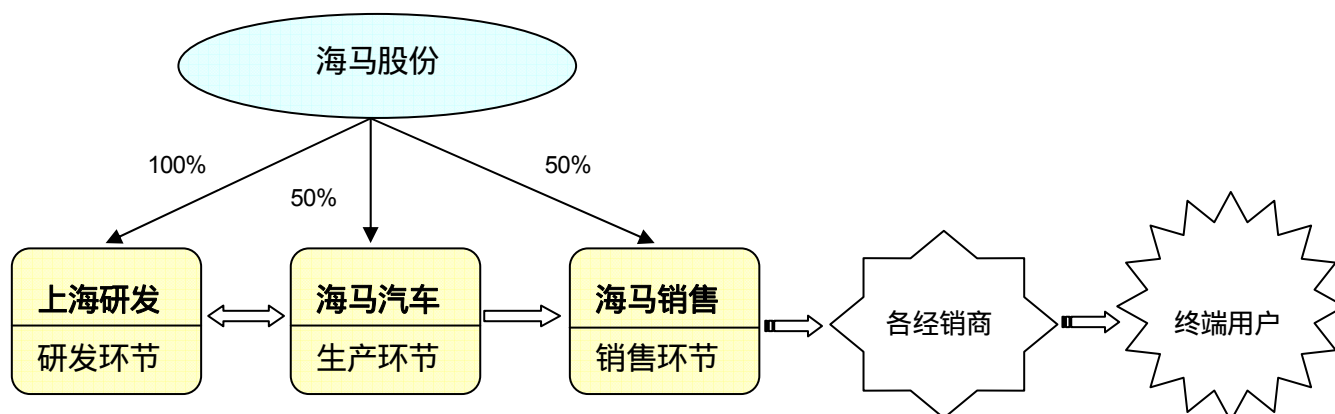 海马股份
100%
50%
50%
上海研发
研发环节
海马汽车
生产环节
海马销售
销售环节
各经销商
终端用户